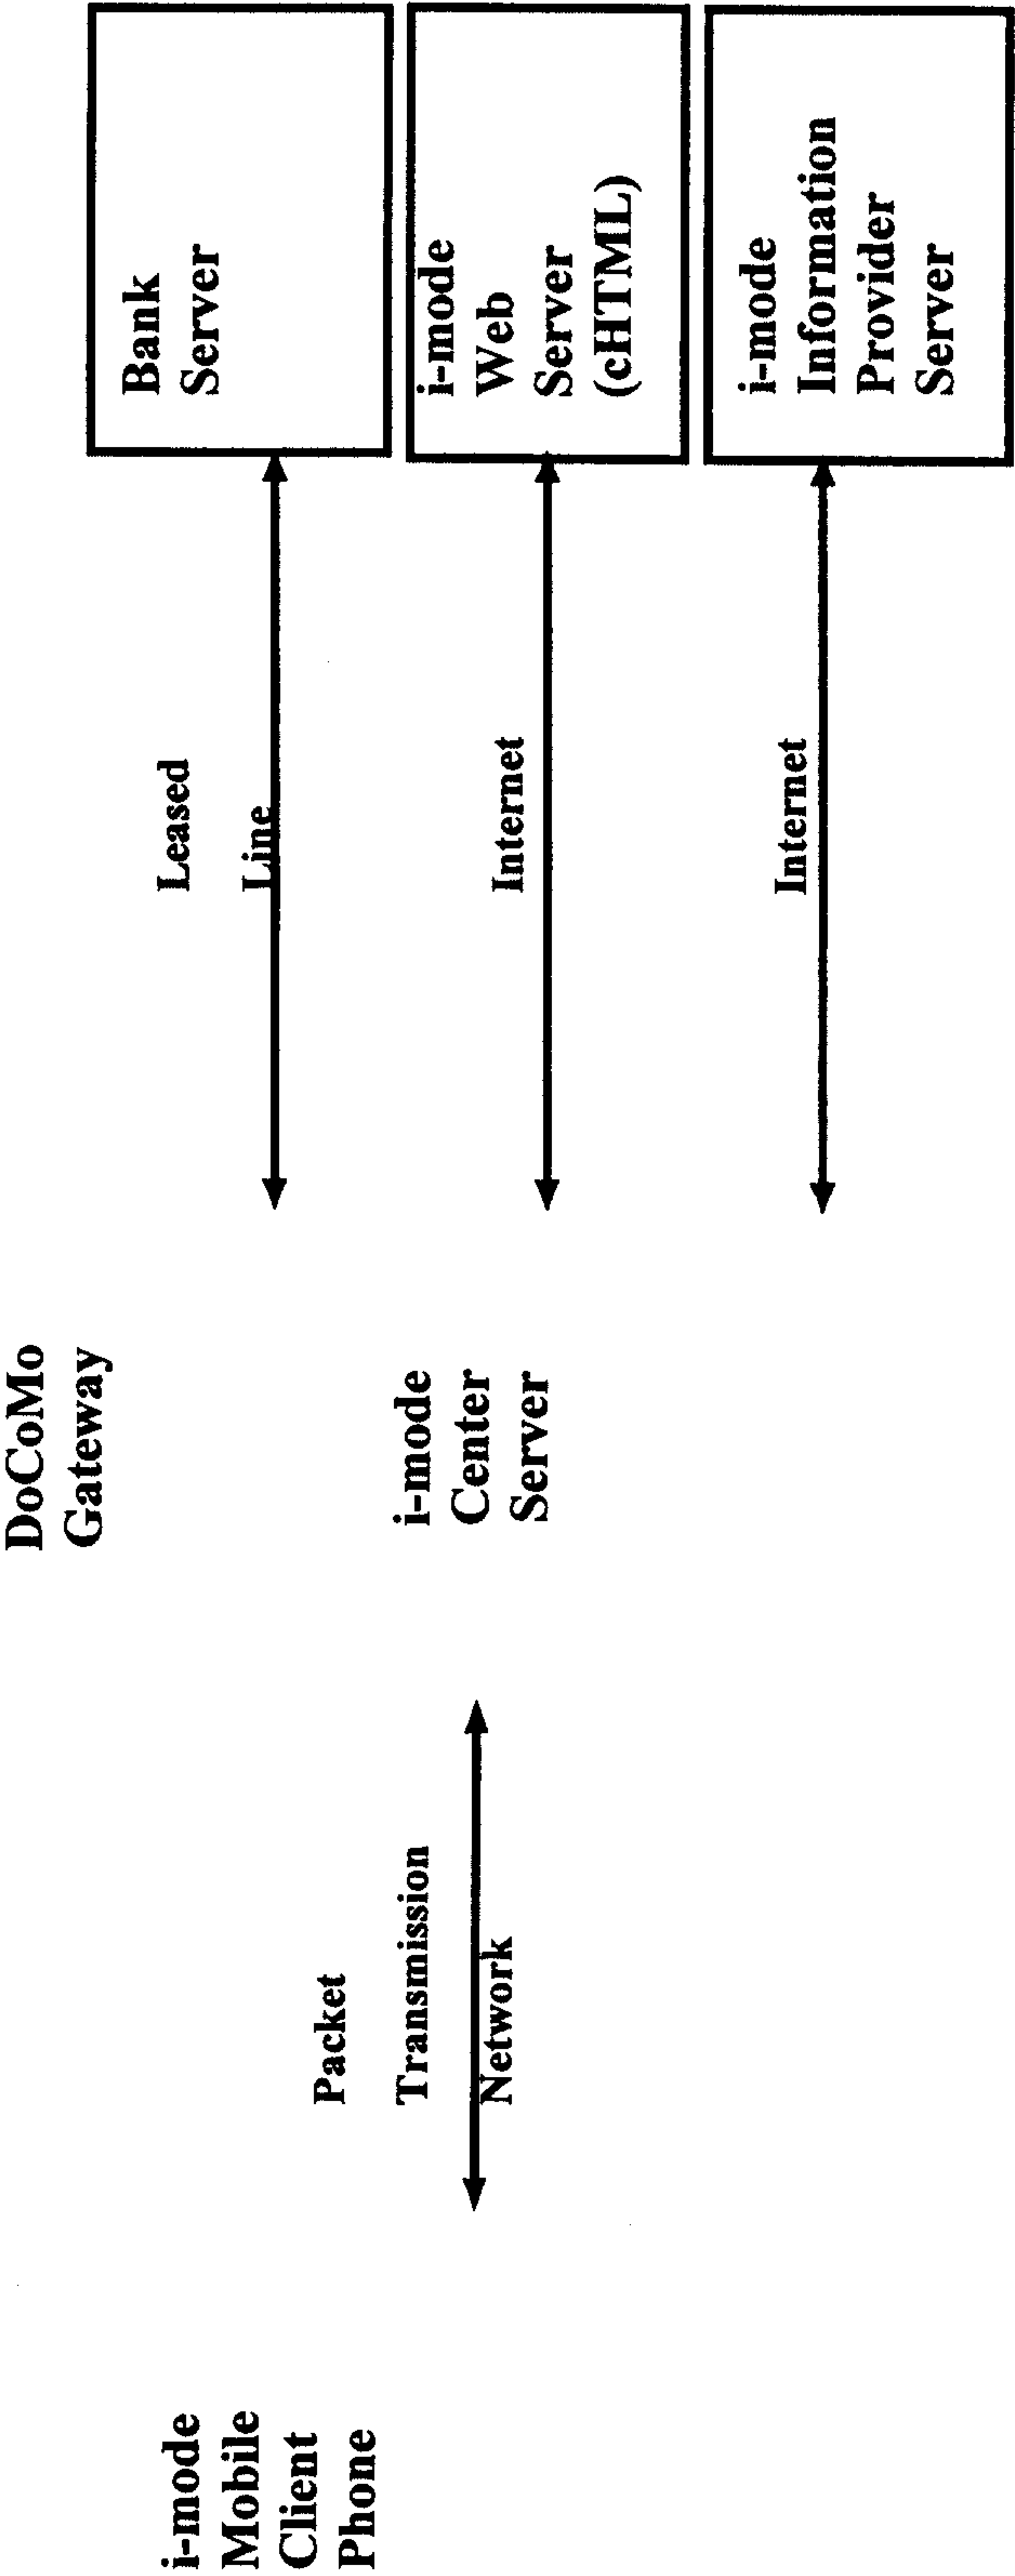 i-mode
Mobile
Client
Phone
Packet
Transmission
Network
DoCoMo
Gateway
i-mode
Center
Server
Leased
Line
Internet
Internet
Bank
Server
i-mode
Web
Server
(cHTML)
i-mode
Information
Provider
Server